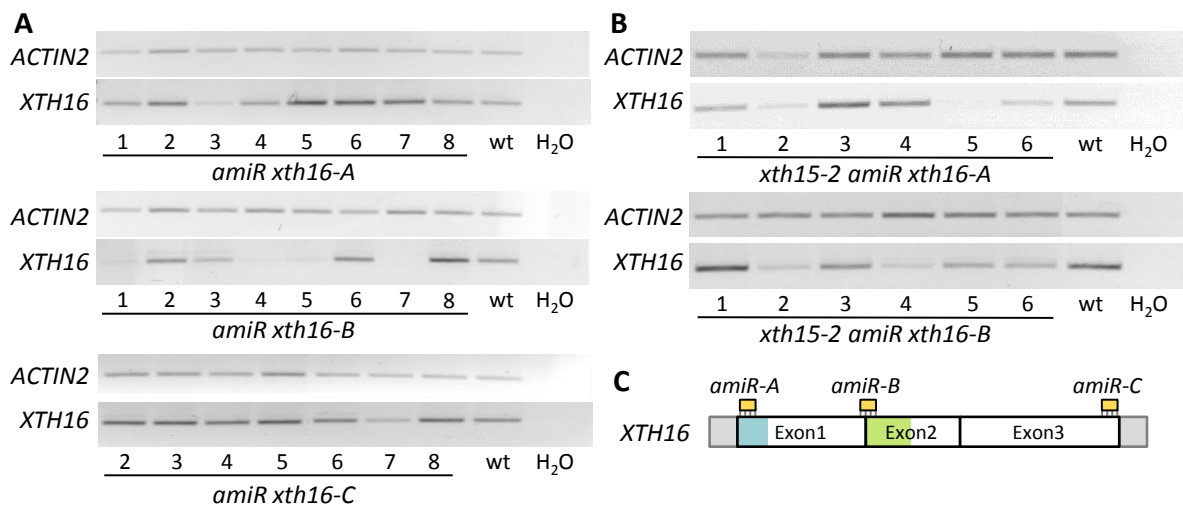 A
ACTIN2
XTH16
1 2 3 4 5 6 7 8 wt H₂O
amiR xth16-A
ACTIN2
XTH16
1 2 3 4 5 6 7 8 wt H₂O
amiR xth16-B
ACTIN2
XTH16
2 3 4 5 6 7 8 wt H₂O
amiR xth16-C
B
ACTIN2
XTH16
1 2 3 4 5 6 wt H₂O
xth15-2 amiR xth16-A
ACTIN2
XTH16
1 2 3 4 5 6 wt H₂O
xth15-2 amiR xth16-B
C
amiR-A amiR-B amiR-C
XTH16 Exon1 Exon2 Exon3